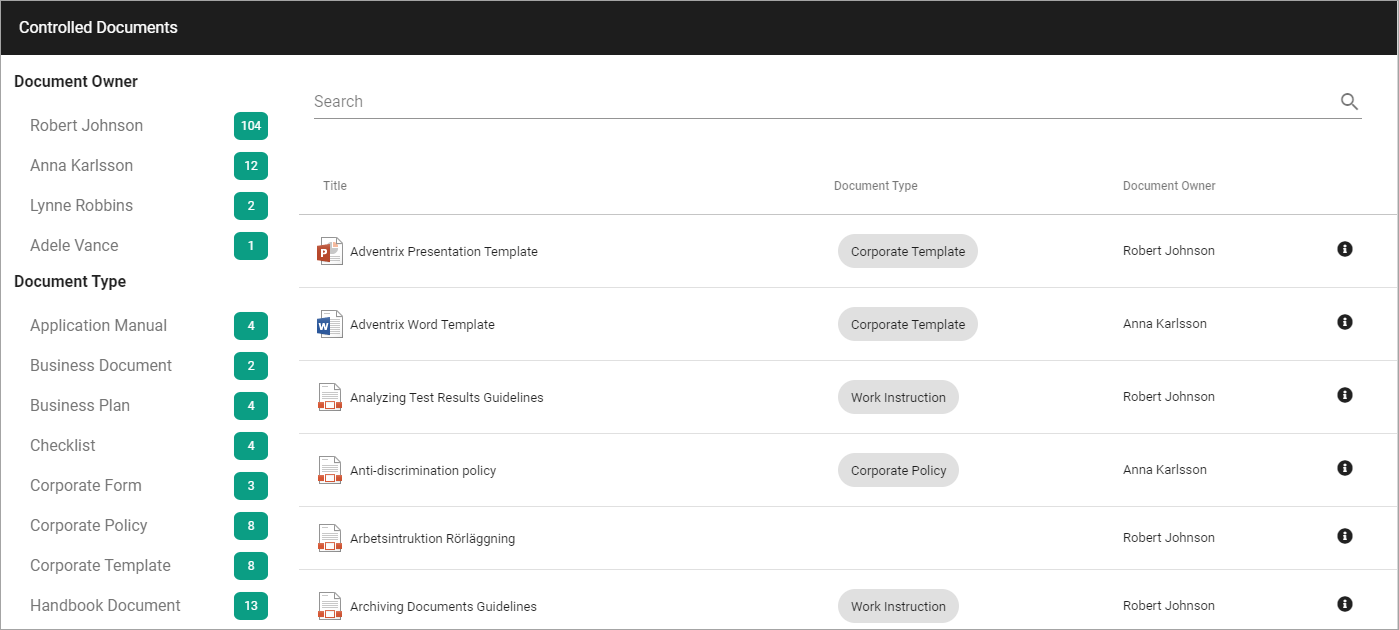 Controlled Documents
Document Owner
Robert Johnson 104
Anna Karlsson 12
Lynne Robbins 2
Adele Vance 1
Document Type
Application Manual 4
Business Document 2
Business Plan 4
Checklist 4
Corporate Form 3
Corporate Policy 8
Corporate Template 8
Handbook Document 13
Search
Title Document Type Document Owner
Adventrix Presentation Template Corporate Template Robert Johnson
Adventrix Word Template Corporate Template Anna Karlsson
Analyzing Test Results Guidelines Work Instruction Robert Johnson
Anti-discrimination policy Corporate Policy Anna Karlsson
Arbetsintruktion Rörläggning Robert Johnson
Archiving Documents Guidelines Work Instruction Robert Johnson